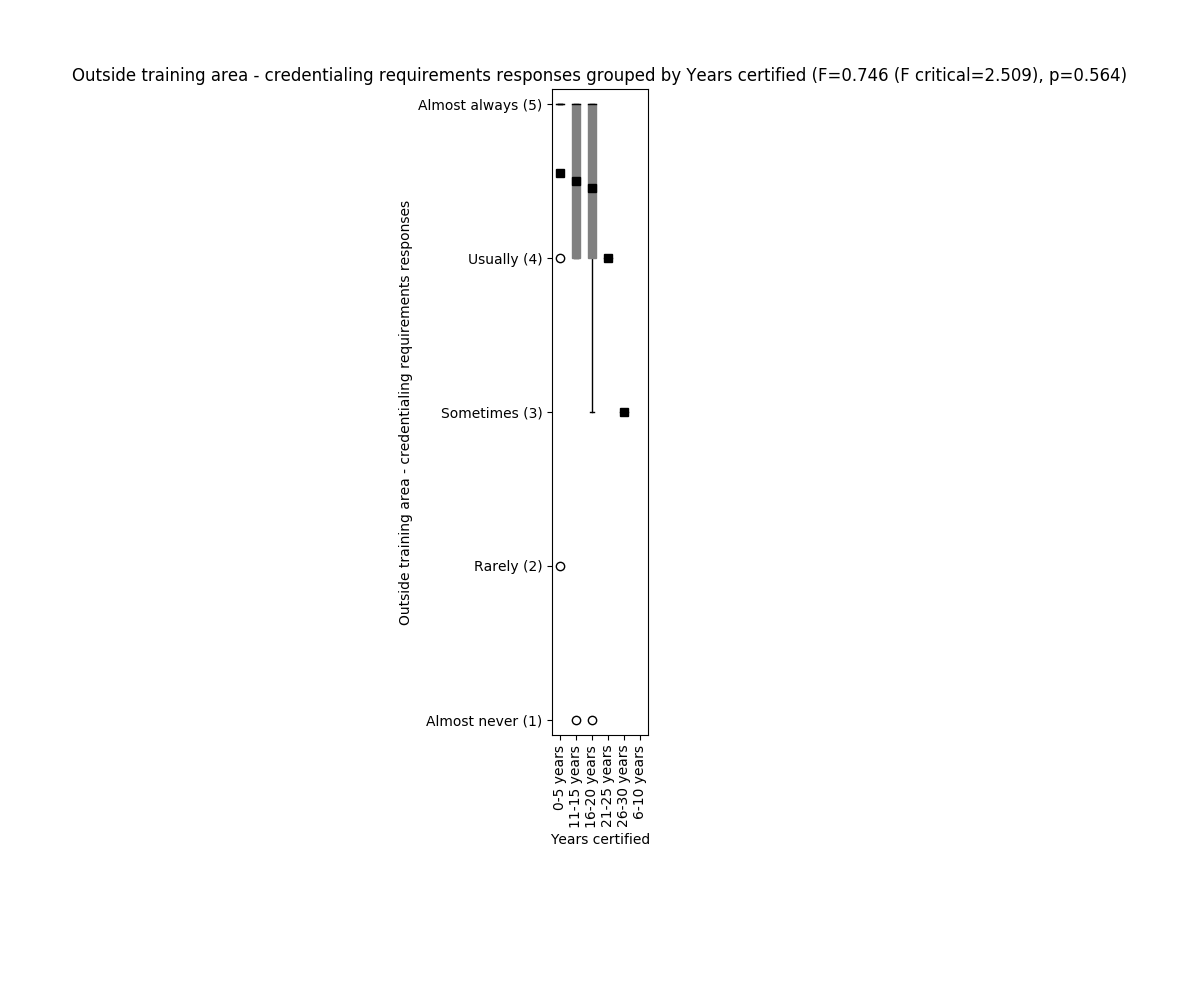 Outside training area - credentialing requirements responses grouped by Years certified (F=0.746 (F critical=2.509), p=0.564)
Outside training area - credentialing requirements responses
Almost always (5)
Usually (4)
Sometimes (3)
Rarely (2)
Almost never (1)
0-5 years
11-15 years
16-20 years
21-25 years
26-30 years
6-10 years
Years certified